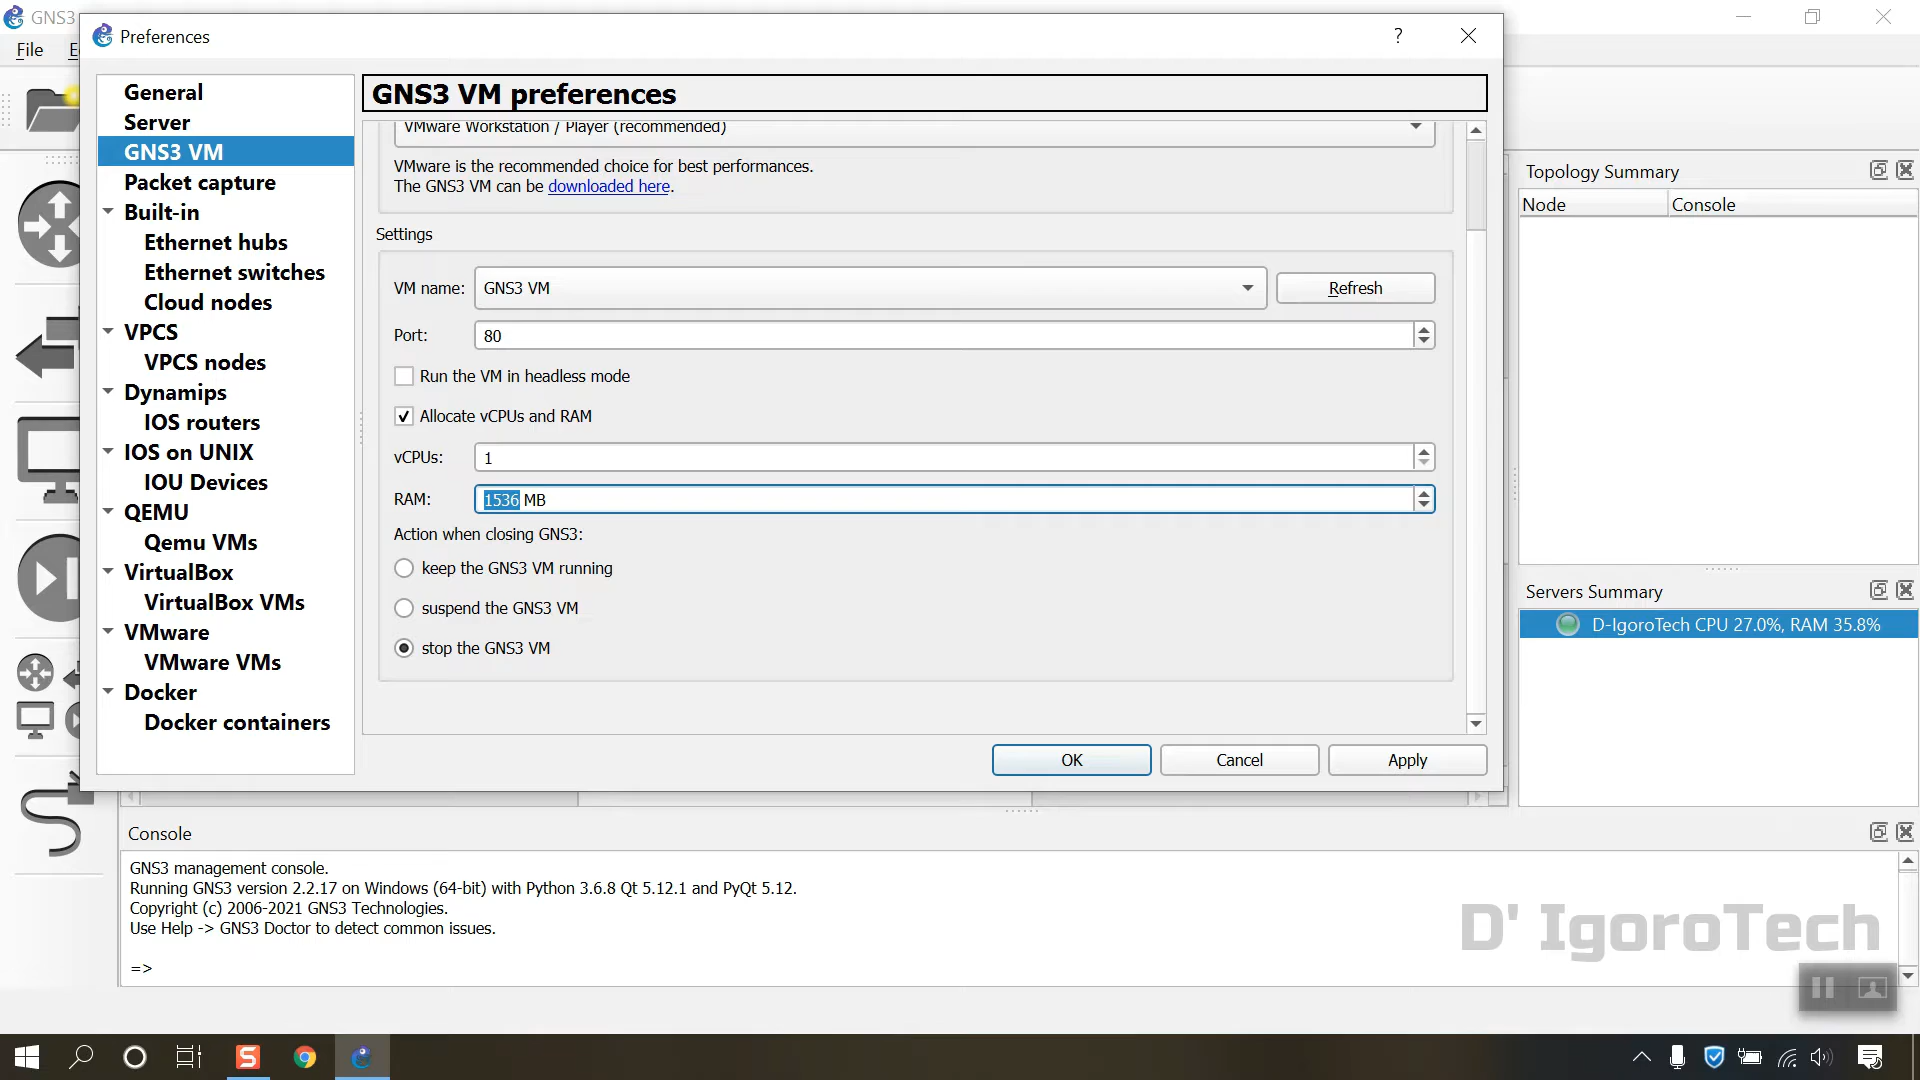 GNS3
File
Preferences
?
General
Server
GNS3 VM
Packet capture
Built-in
Ethernet hubs
Ethernet switches
Cloud nodes
VPCS
VPCS nodes
Dynamips
IOS routers
IOS on UNIX
IOU Devices
QEMU
Qemu VMs
VirtualBox
VirtualBox VMs
VMware
VMware VMs
Docker
Docker containers
GNS3 VM preferences
VMware Workstation / Player (recommended)
VMware is the recommended choice for best performances.
The GNS3 VM can be downloaded here.
Settings
VM name: GNS3 VM Refresh
Port: 80
Run the VM in headless mode
Allocate vCPUs and RAM
vCPUs: 1
RAM: 1536 MB
Action when closing GNS3:
keep the GNS3 VM running
suspend the GNS3 VM
stop the GNS3 VM
OK Cancel Apply
Topology Summary
Node Console
Servers Summary
D-IgoroTech CPU 27.0%, RAM 35.8%
Console
GNS3 management console.
Running GNS3 version 2.2.17 on Windows (64-bit) with Python 3.6.8 Qt 5.12.1 and PyQt 5.12.
Copyright (c) 2006-2021 GNS3 Technologies.
Use Help -> GNS3 Doctor to detect common issues.
=>
D' IgoroTech